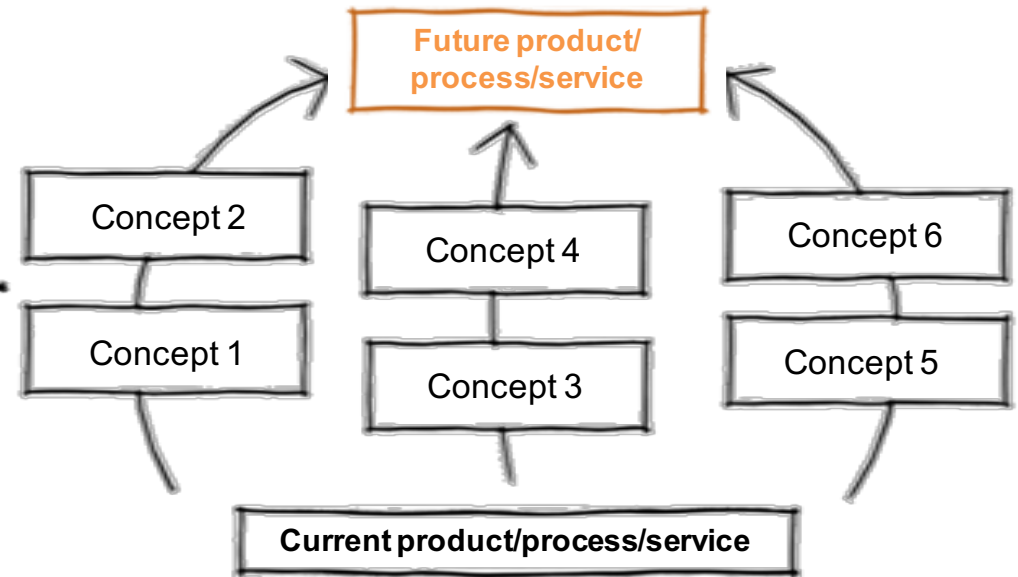 Future product/
process/service
Concept 2
Concept 4
Concept 6
Concept 1
Concept 3
Concept 5
Current product/process/service